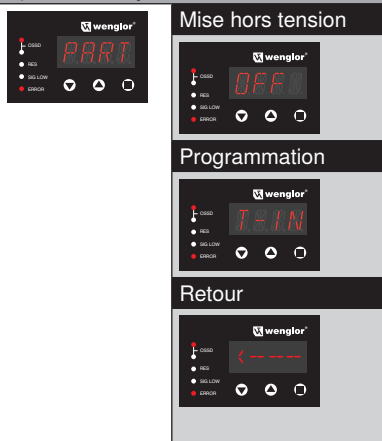 wenglor®
PART
OSSD
RES
SIG LOW
ERROR
Mise hors tension
wenglor®
OFF
OSSD
RES
SIG LOW
ERROR
Programmation
wenglor®
T-IN
OSSD
RES
SIG LOW
ERROR
Retour
wenglor®
<----
OSSD
RES
SIG LOW
ERROR